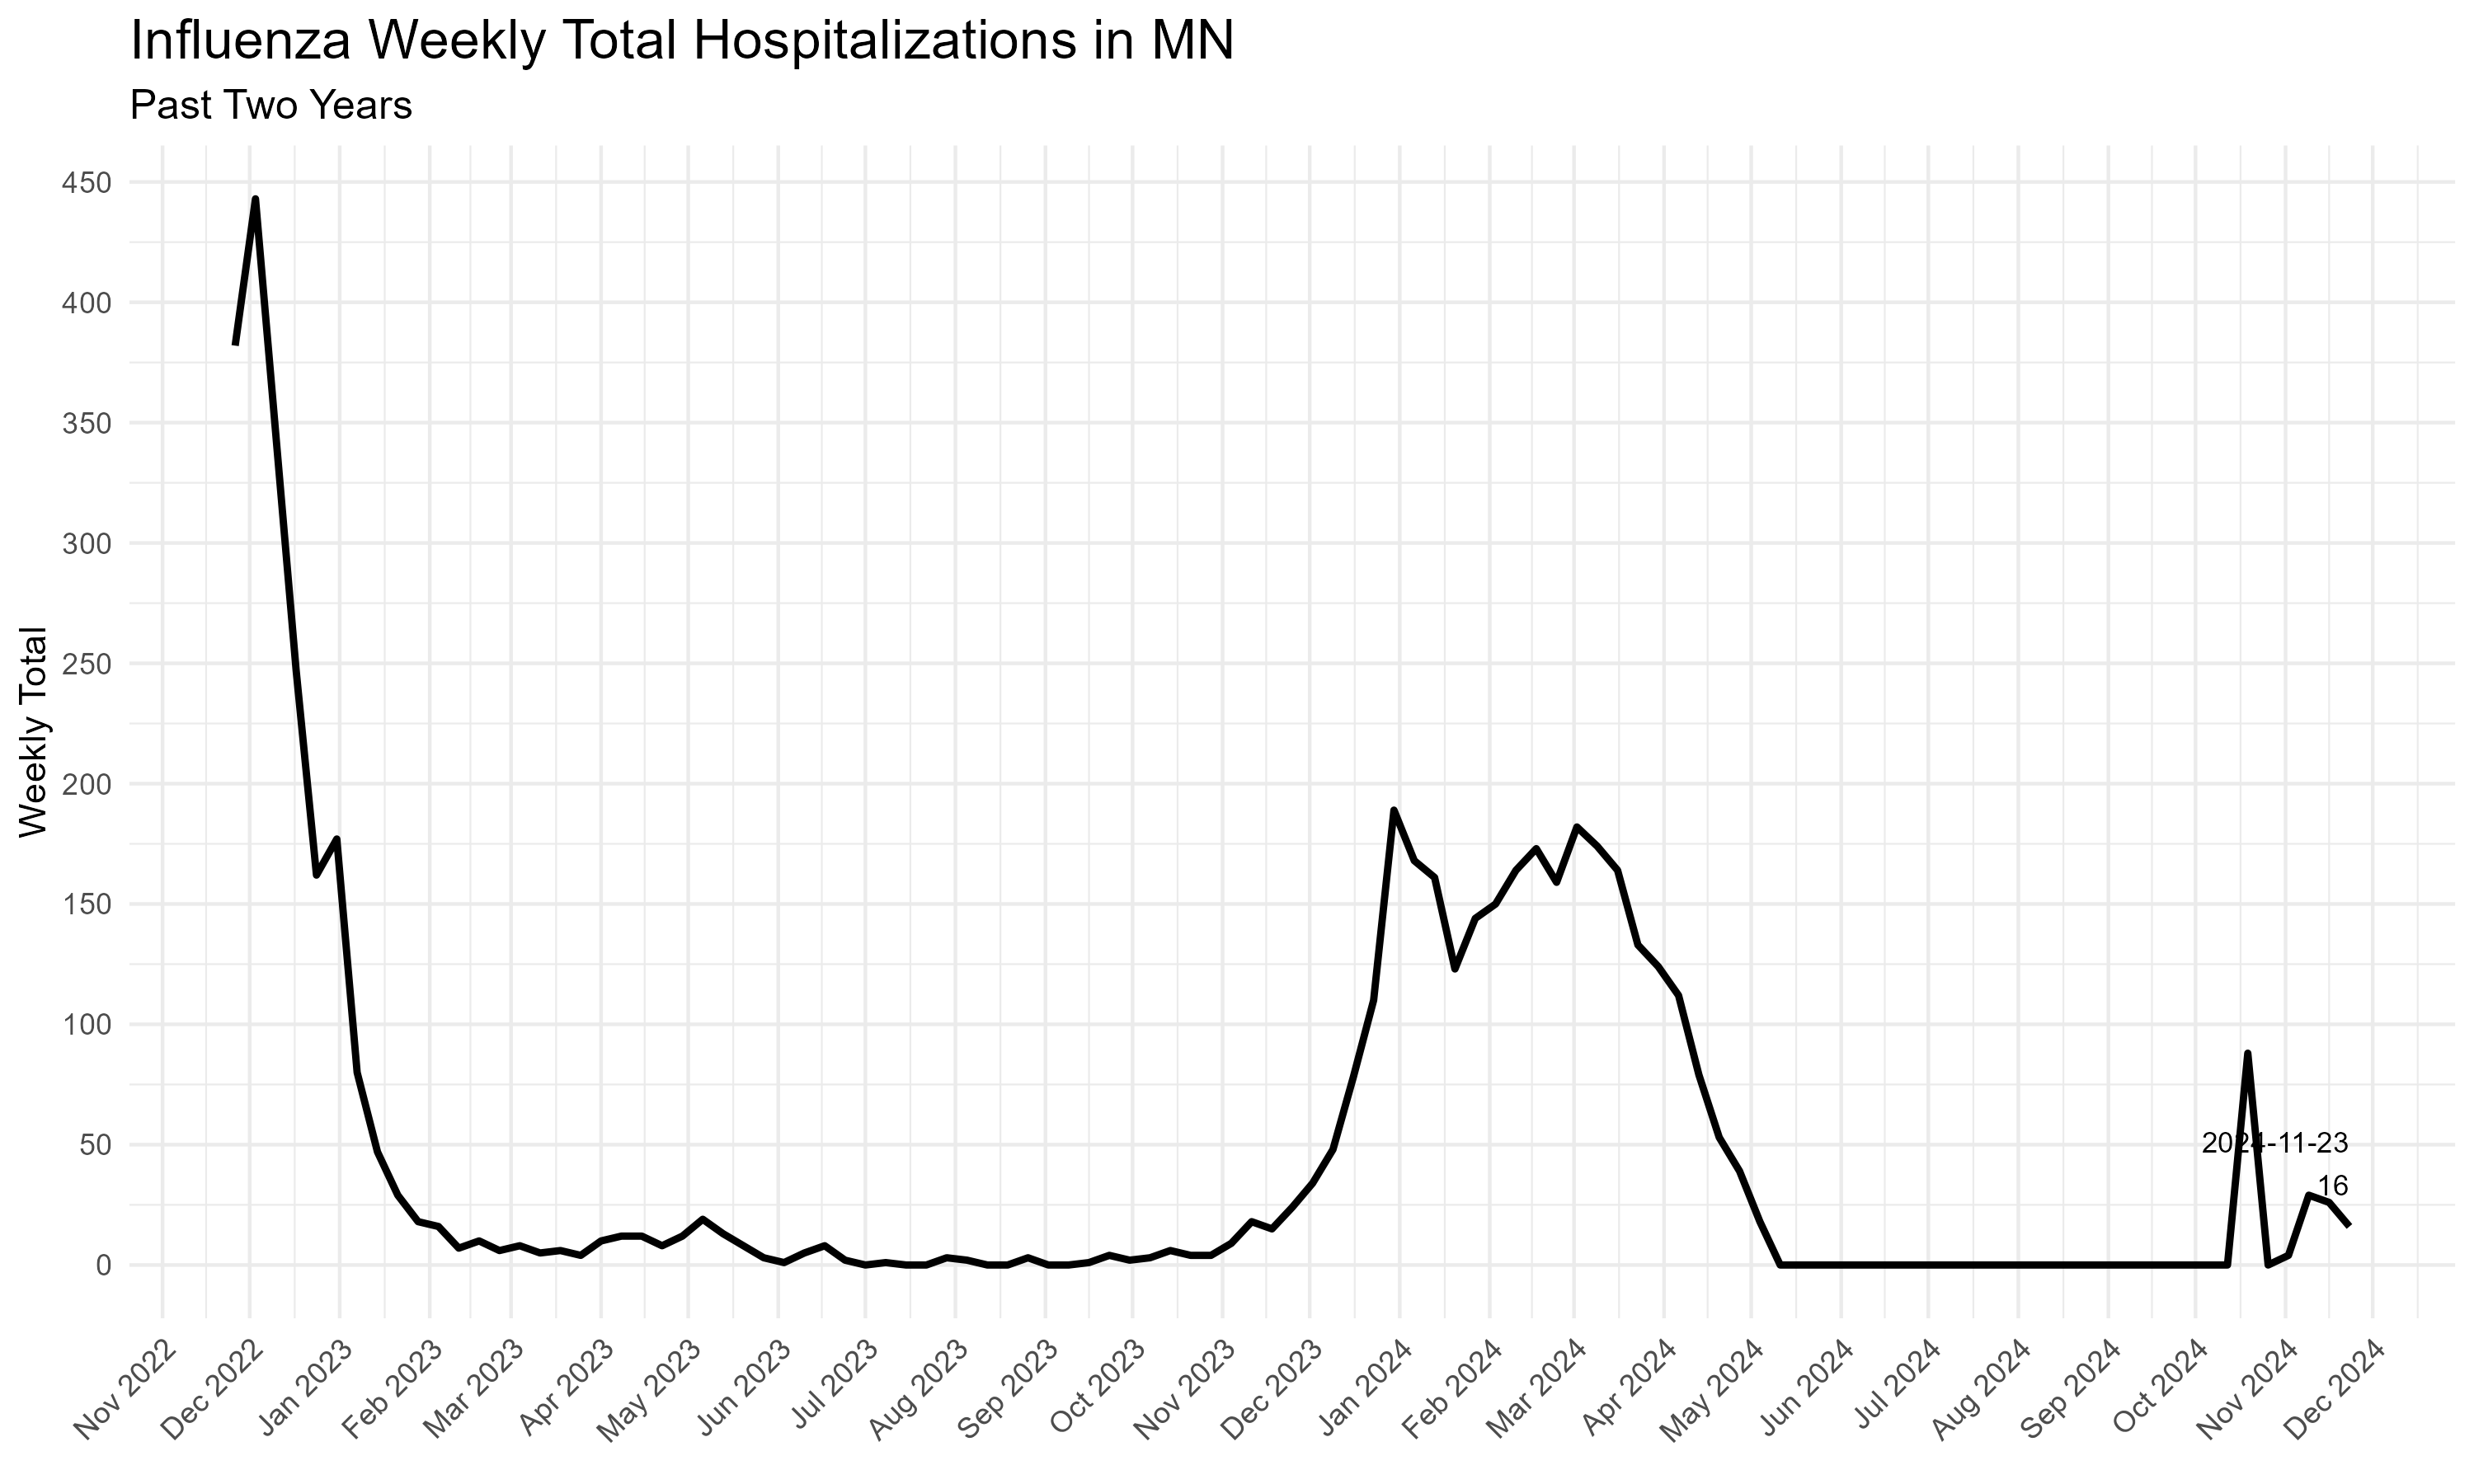 Influenza Weekly Total Hospitalizations in MN
Past Two Years
Weekly Total
450
400
350
300
250
200
150
100
50
0
2024-11-23
16
Nov 2022
Dec 2022
Jan 2023
Feb 2023
Mar 2023
Apr 2023
May 2023
Jun 2023
Jul 2023
Aug 2023
Sep 2023
Oct 2023
Nov 2023
Dec 2023
Jan 2024
Feb 2024
Mar 2024
Apr 2024
May 2024
Jun 2024
Jul 2024
Aug 2024
Sep 2024
Oct 2024
Nov 2024
Dec 2024